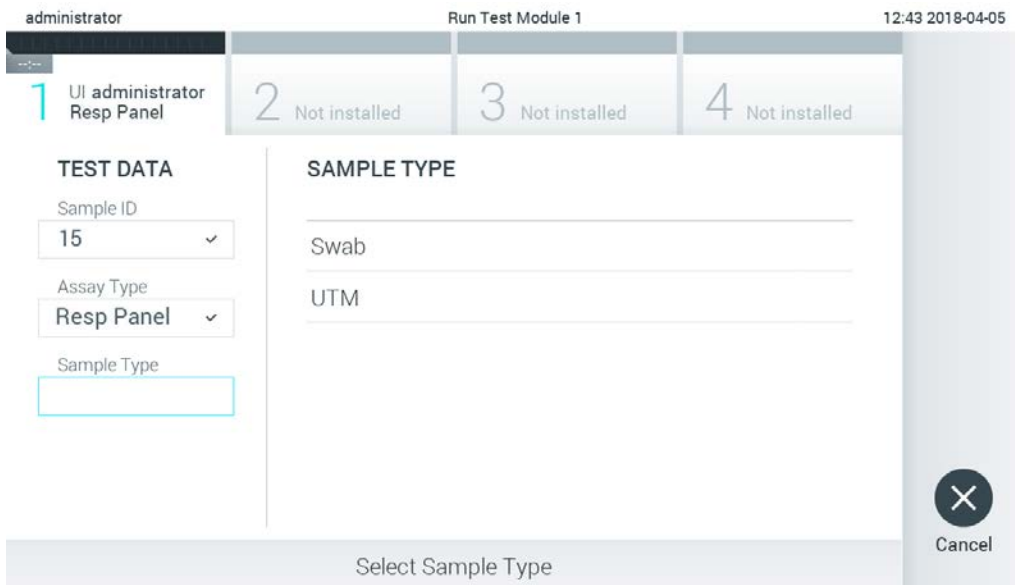 administrator
Run Test Module 1
12:43 2018-04-05
--:--
1 UI administrator
Resp Panel
2 Not installed
3 Not installed
4 Not installed
TEST DATA
Sample ID
15
Assay Type
Resp Panel
Sample Type
SAMPLE TYPE
Swab
UTM
Cancel
Select Sample Type